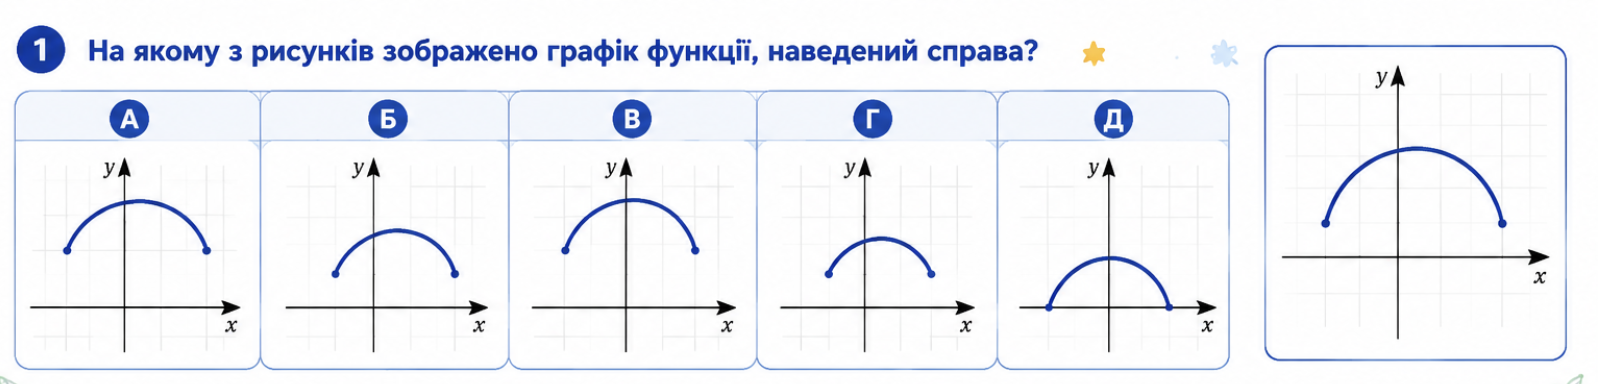 1 На якому з рисунків зображено графік функції, наведений справа?
А Б В Г Д
y y y y y y
x x x x x x